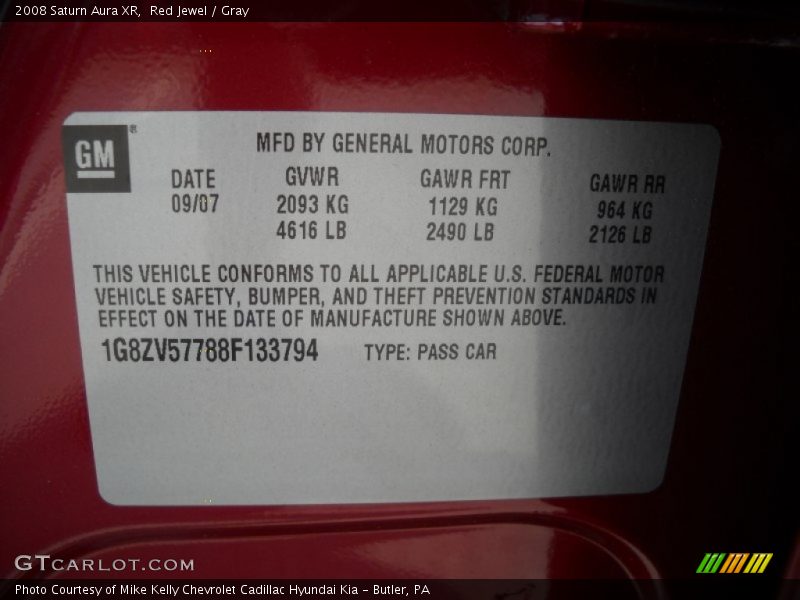 2008 Saturn Aura XR,  Red Jewel / Gray
GM ®
MFD BY GENERAL MOTORS CORP.
DATE GVWR GAWR FRT GAWR RR
09/07 2093 KG 1129 KG 964 KG
4616 LB 2490 LB 2126 LB
THIS VEHICLE CONFORMS TO ALL APPLICABLE U.S. FEDERAL MOTOR
VEHICLE SAFETY, BUMPER, AND THEFT PREVENTION STANDARDS IN
EFFECT ON THE DATE OF MANUFACTURE SHOWN ABOVE.
1G8ZV57788F133794 TYPE: PASS CAR
GTCARLOT.COM
Photo Courtesy of Mike Kelly Chevrolet Cadillac Hyundai Kia - Butler, PA